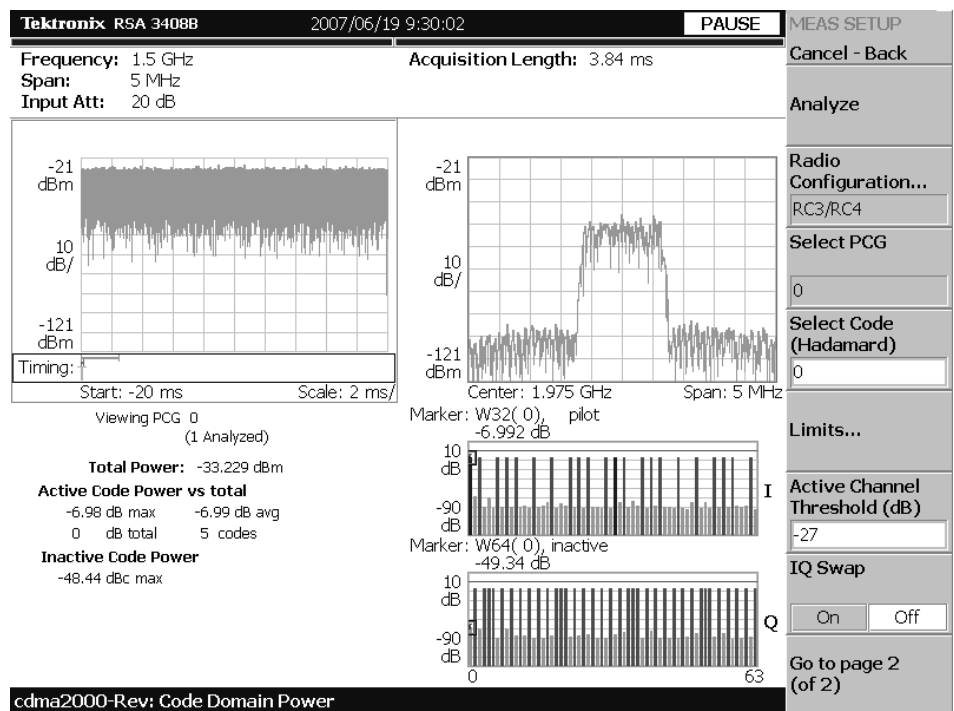 Tektronix RSA 3408B 2007/06/19 9:30:02 PAUSE
Frequency: 1.5 GHz
Span: 5 MHz
Input Att: 20 dB
Acquisition Length: 3.84 ms
-21
dBm
10
dB/
-121
dBm
Timing:
Start: -20 ms Scale: 2 ms/
-21
dBm
10
dB/
-121
dBm
Center: 1.975 GHz Span: 5 MHz
Viewing PCG 0
(1 Analyzed)
Total Power: -33.229 dBm
Active Code Power vs total
-6.98 dB max -6.99 dB avg
0 dB total 5 codes
Inactive Code Power
-48.44 dBc max
Marker: W32( 0), pilot
-6.992 dB
10
dB
-90
dB
I
Marker: W64( 0), inactive
-49.34 dB
10
dB
-90
dB
Q
0 63
cdma2000-Rev: Code Domain Power
MEAS SETUP
Cancel - Back
Analyze
Radio
Configuration...
RC3/RC4
Select PCG
0
Select Code
(Hadamard)
0
Limits...
Active Channel
Threshold (dB)
-27
IQ Swap
On Off
Go to page 2
(of 2)